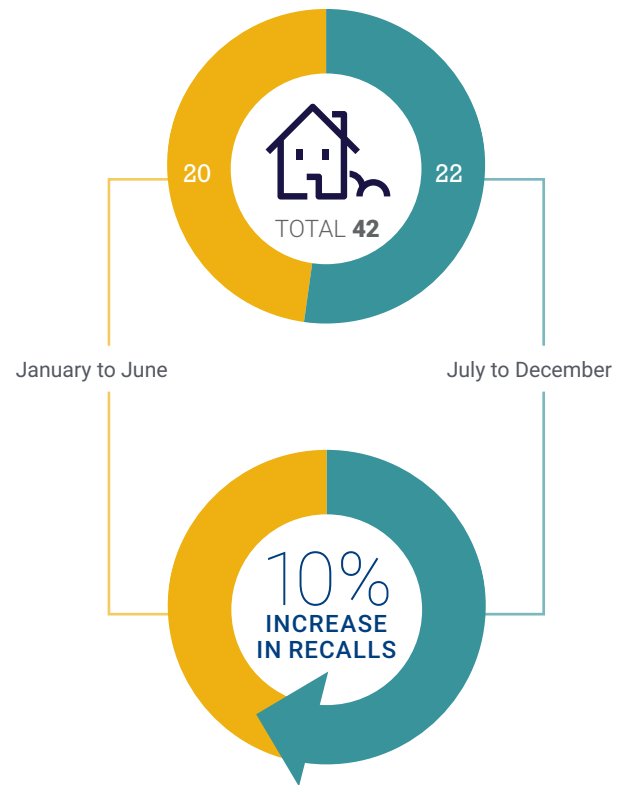 20
22
TOTAL 42
January to June
July to December
10%
INCREASE
IN RECALLS